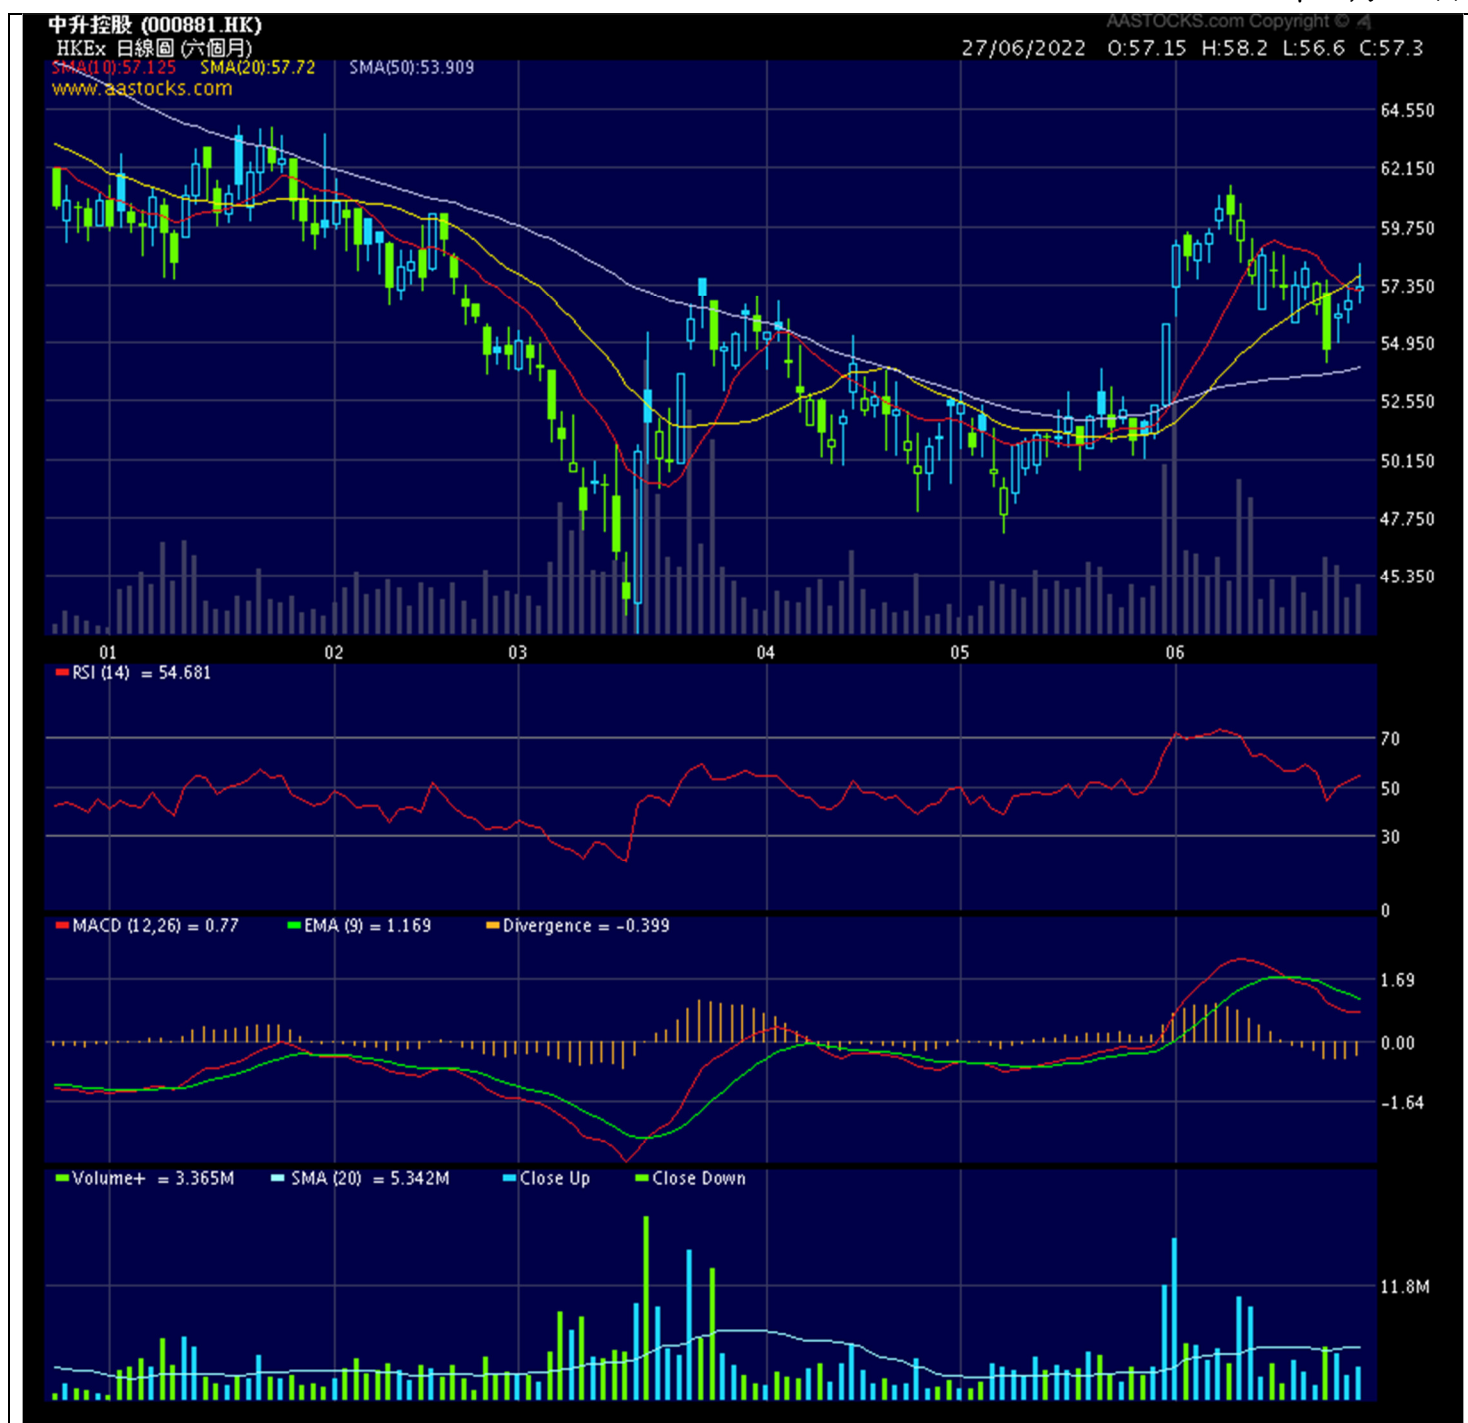 AASTOCKS.com Copyright ©
中升控股 (000881.HK)
HKEx 日線圖 (六個月)
27/06/2022 O:57.15 H:58.2 L:56.6 C:57.3
SMA(10):57.125 SMA(20):57.72 SMA(50):53.909
www.aastocks.com
64.550
62.150
59.750
57.350
54.950
52.550
50.150
47.750
45.350
01 02 03 04 05 06
RSI (14) = 54.681
70
50
30
0
MACD (12,26) = 0.77 EMA (9) = 1.169 Divergence = -0.399
1.69
0.00
-1.64
Volume+ = 3.365M SMA (20) = 5.342M Close Up Close Down
11.8M